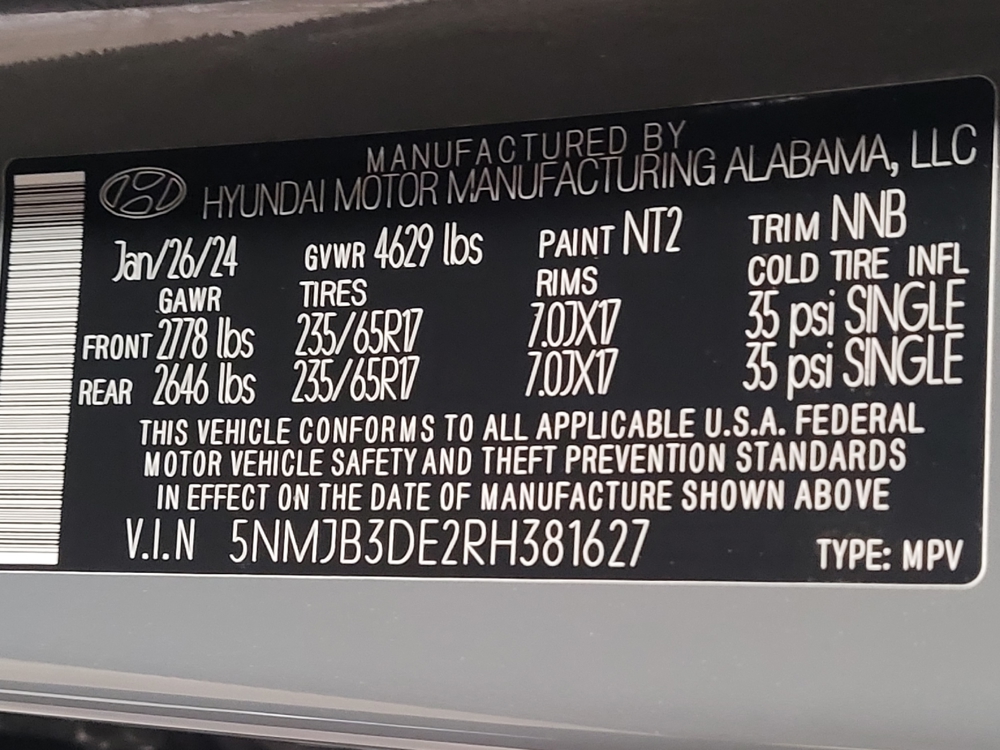 MANUFACTURED BY
HYUNDAI MOTOR MANUFACTURING ALABAMA, LLC
Jan/26/24 GVWR 4629 lbs PAINT NT2 TRIM NNB
GAWR TIRES RIMS COLD TIRE INFL
FRONT 2778 lbs 235/65R17 7.0JX17 35 psi SINGLE
REAR 2646 lbs 235/65R17 7.0JX17 35 psi SINGLE
THIS VEHICLE CONFORMS TO ALL APPLICABLE U.S.A. FEDERAL
MOTOR VEHICLE SAFETY AND THEFT PREVENTION STANDARDS
IN EFFECT ON THE DATE OF MANUFACTURE SHOWN ABOVE
V.I.N 5NMJB3DE2RH381627 TYPE: MPV